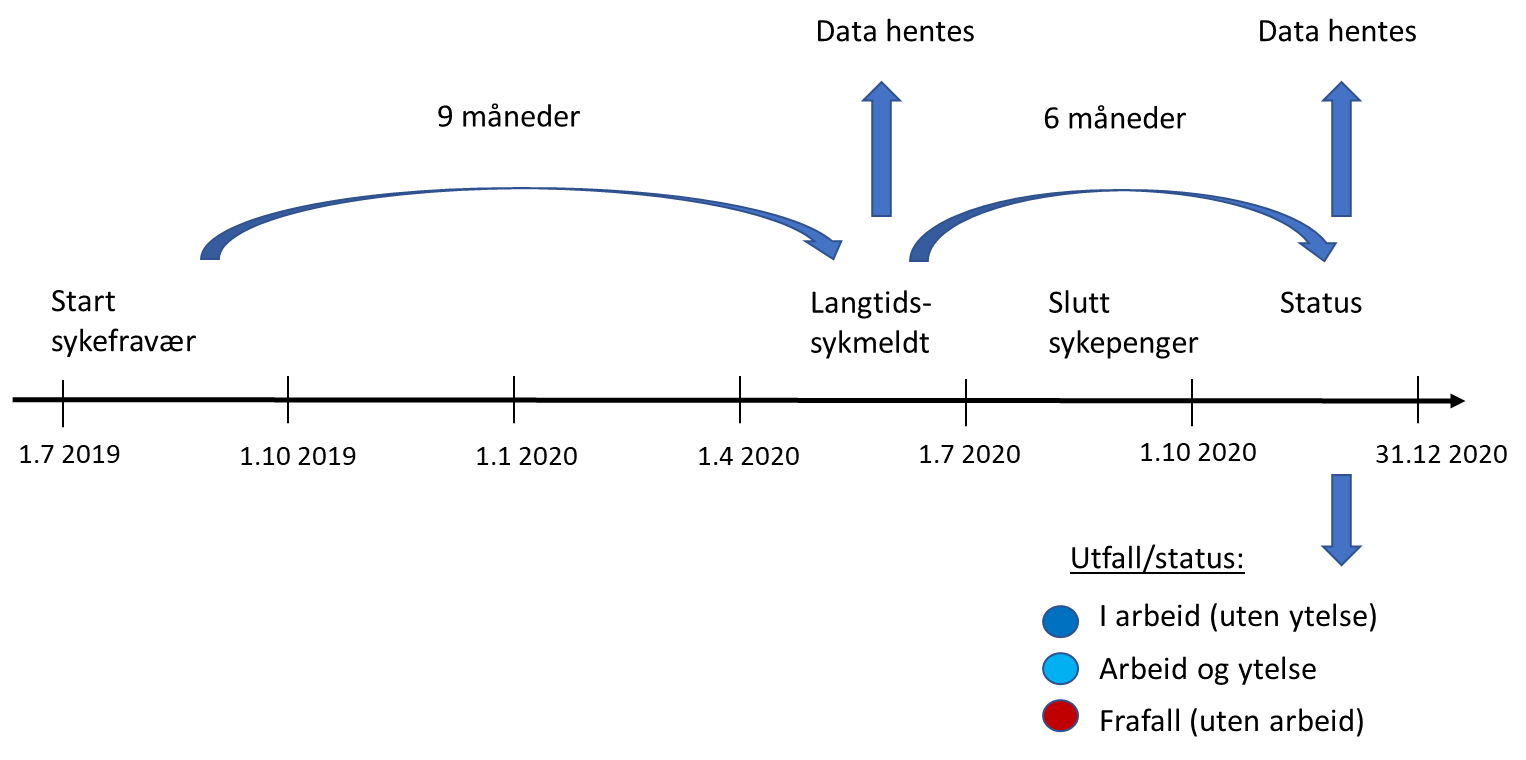 Data hentes
Data hentes
9 måneder
6 måneder
Start
sykefravær
Langtids-
sykmeldt
Slutt
sykepenger
Status
1.7 2019
1.10 2019
1.1 2020
1.4 2020
1.7 2020
1.10 2020
31.12 2020
Utfall/status:
I arbeid (uten ytelse)
Arbeid og ytelse
Frafall (uten arbeid)